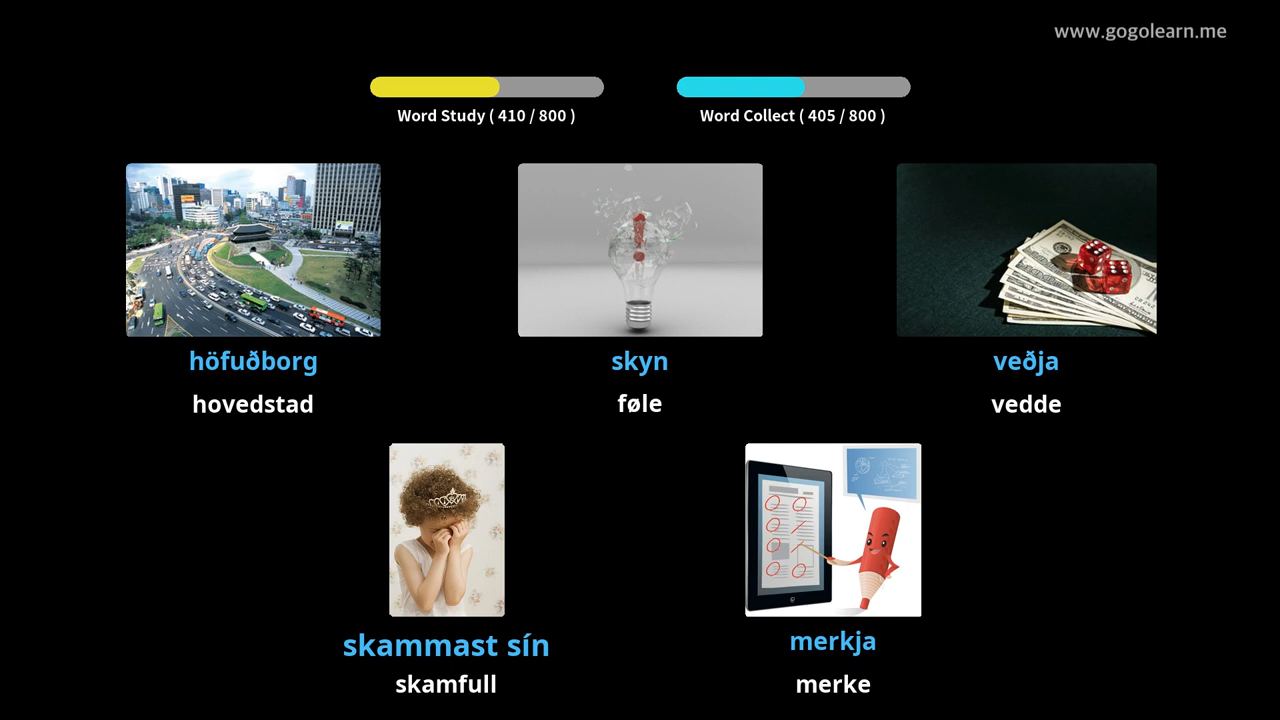 www.gogolearn.me
Word Study ( 410 / 800 )
Word Collect ( 405 / 800 )
höfuðborg
skyn
veðja
hovedstad
føle
vedde
skammast sín
merkja
skamfull
merke